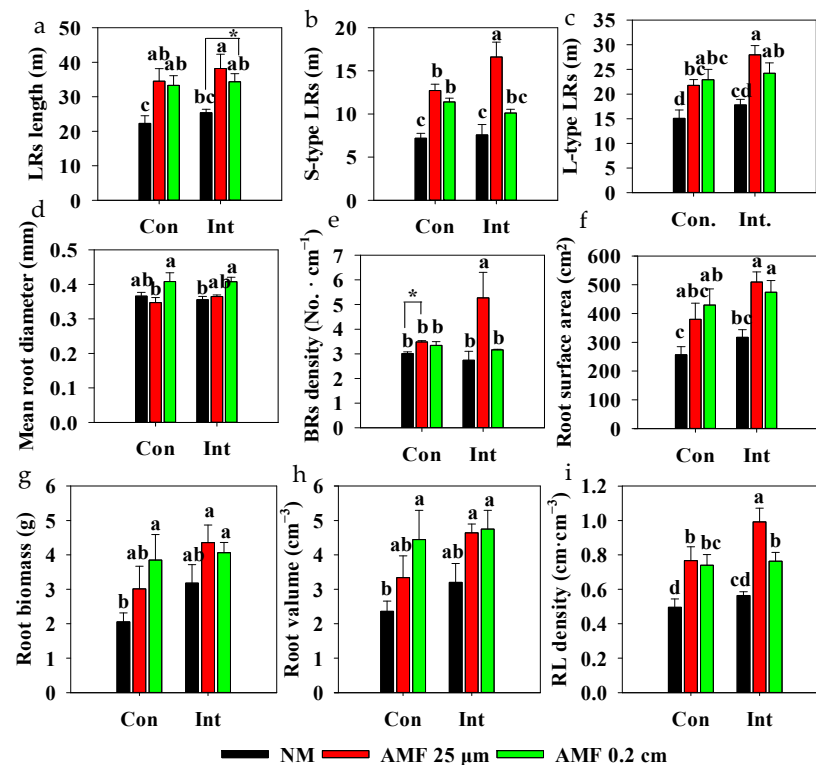 a
LRs length (m)
50
40
30
20
10
0
c
ab
ab
bc
a
ab
*
Con
Int
b
S-type LRs (m)
20
15
10
5
0
c
b
b
c
a
bc
Con
Int
c
L-type LRs (m)
35
30
25
20
15
10
5
0
d
bc
abc
cd
a
ab
Con.
Int.
d
Mean root diameter (mm)
0.5
0.4
0.3
0.2
0.1
0.0
ab
b
a
b
ab
a
Con
Int
e
BRs density (No. · cm⁻¹)
7
6
5
4
3
2
1
0
*
b
b
b
b
a
b
Con
Int
f
Root surface area (cm²)
600
500
400
300
200
100
0
c
abc
ab
bc
a
a
Con
Int
g
Root biomass (g)
6
5
4
3
2
1
0
b
ab
a
ab
a
a
Con
Int
h
Root valume (cm⁻³)
6
5
4
3
2
1
0
b
ab
a
ab
a
a
Con
Int
i
RL density (cm·cm⁻³)
1.2
1.0
0.8
0.6
0.4
0.2
0.0
d
b
bc
cd
a
b
Con
Int
NM AMF 25 µm AMF 0.2 cm